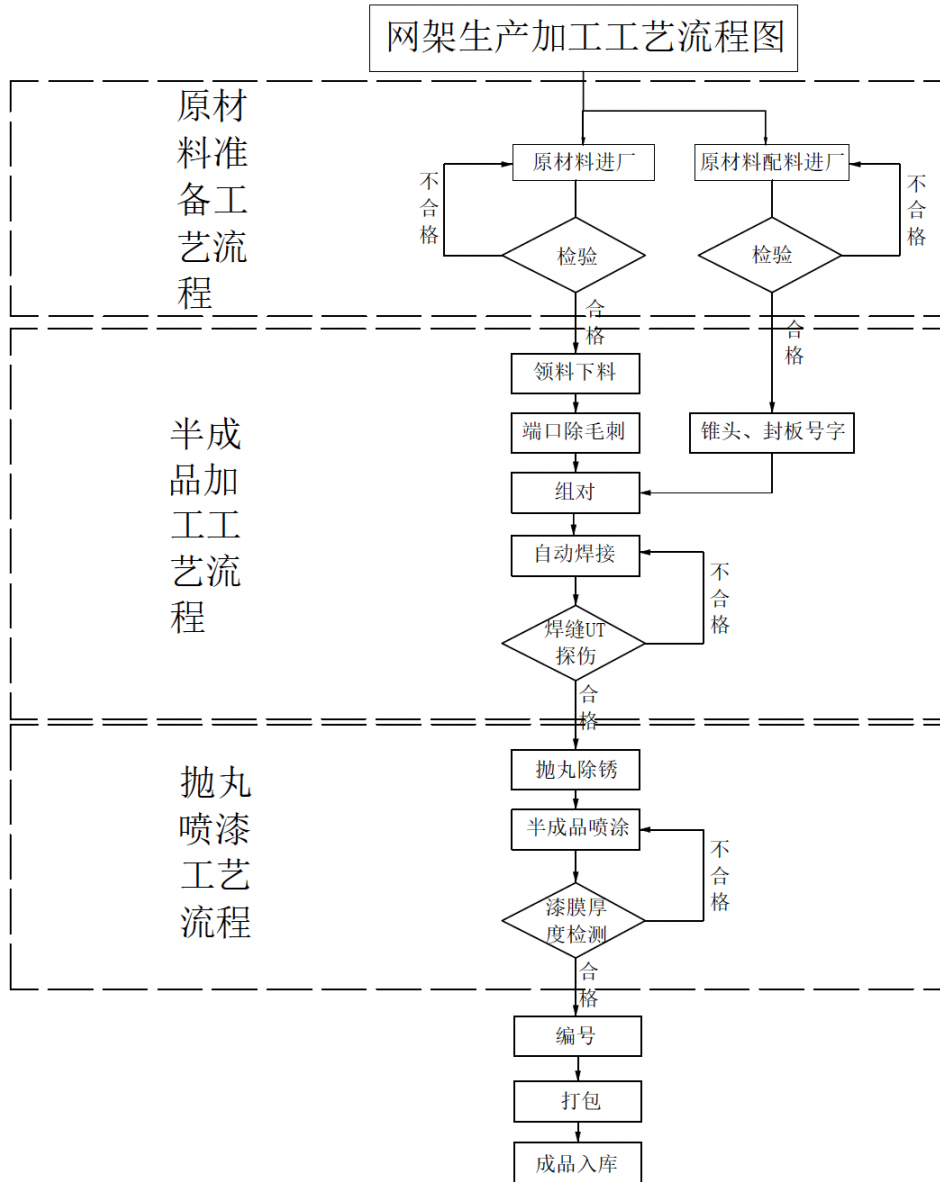 网架生产加工工艺流程图
原材
料准
备工
艺流
程
原材料进厂
原材料配料进厂
不合格
不合格
检验
检验
合格
合格
半成
品加
工工
艺流
程
领料下料
端口除毛刺
锥头、封板号字
组对
自动焊接
不合格
焊缝UT
探伤
合格
抛丸
喷漆
工艺
流程
抛丸除锈
半成品喷涂
不合格
漆膜厚
度检测
合格
编号
打包
成品入库